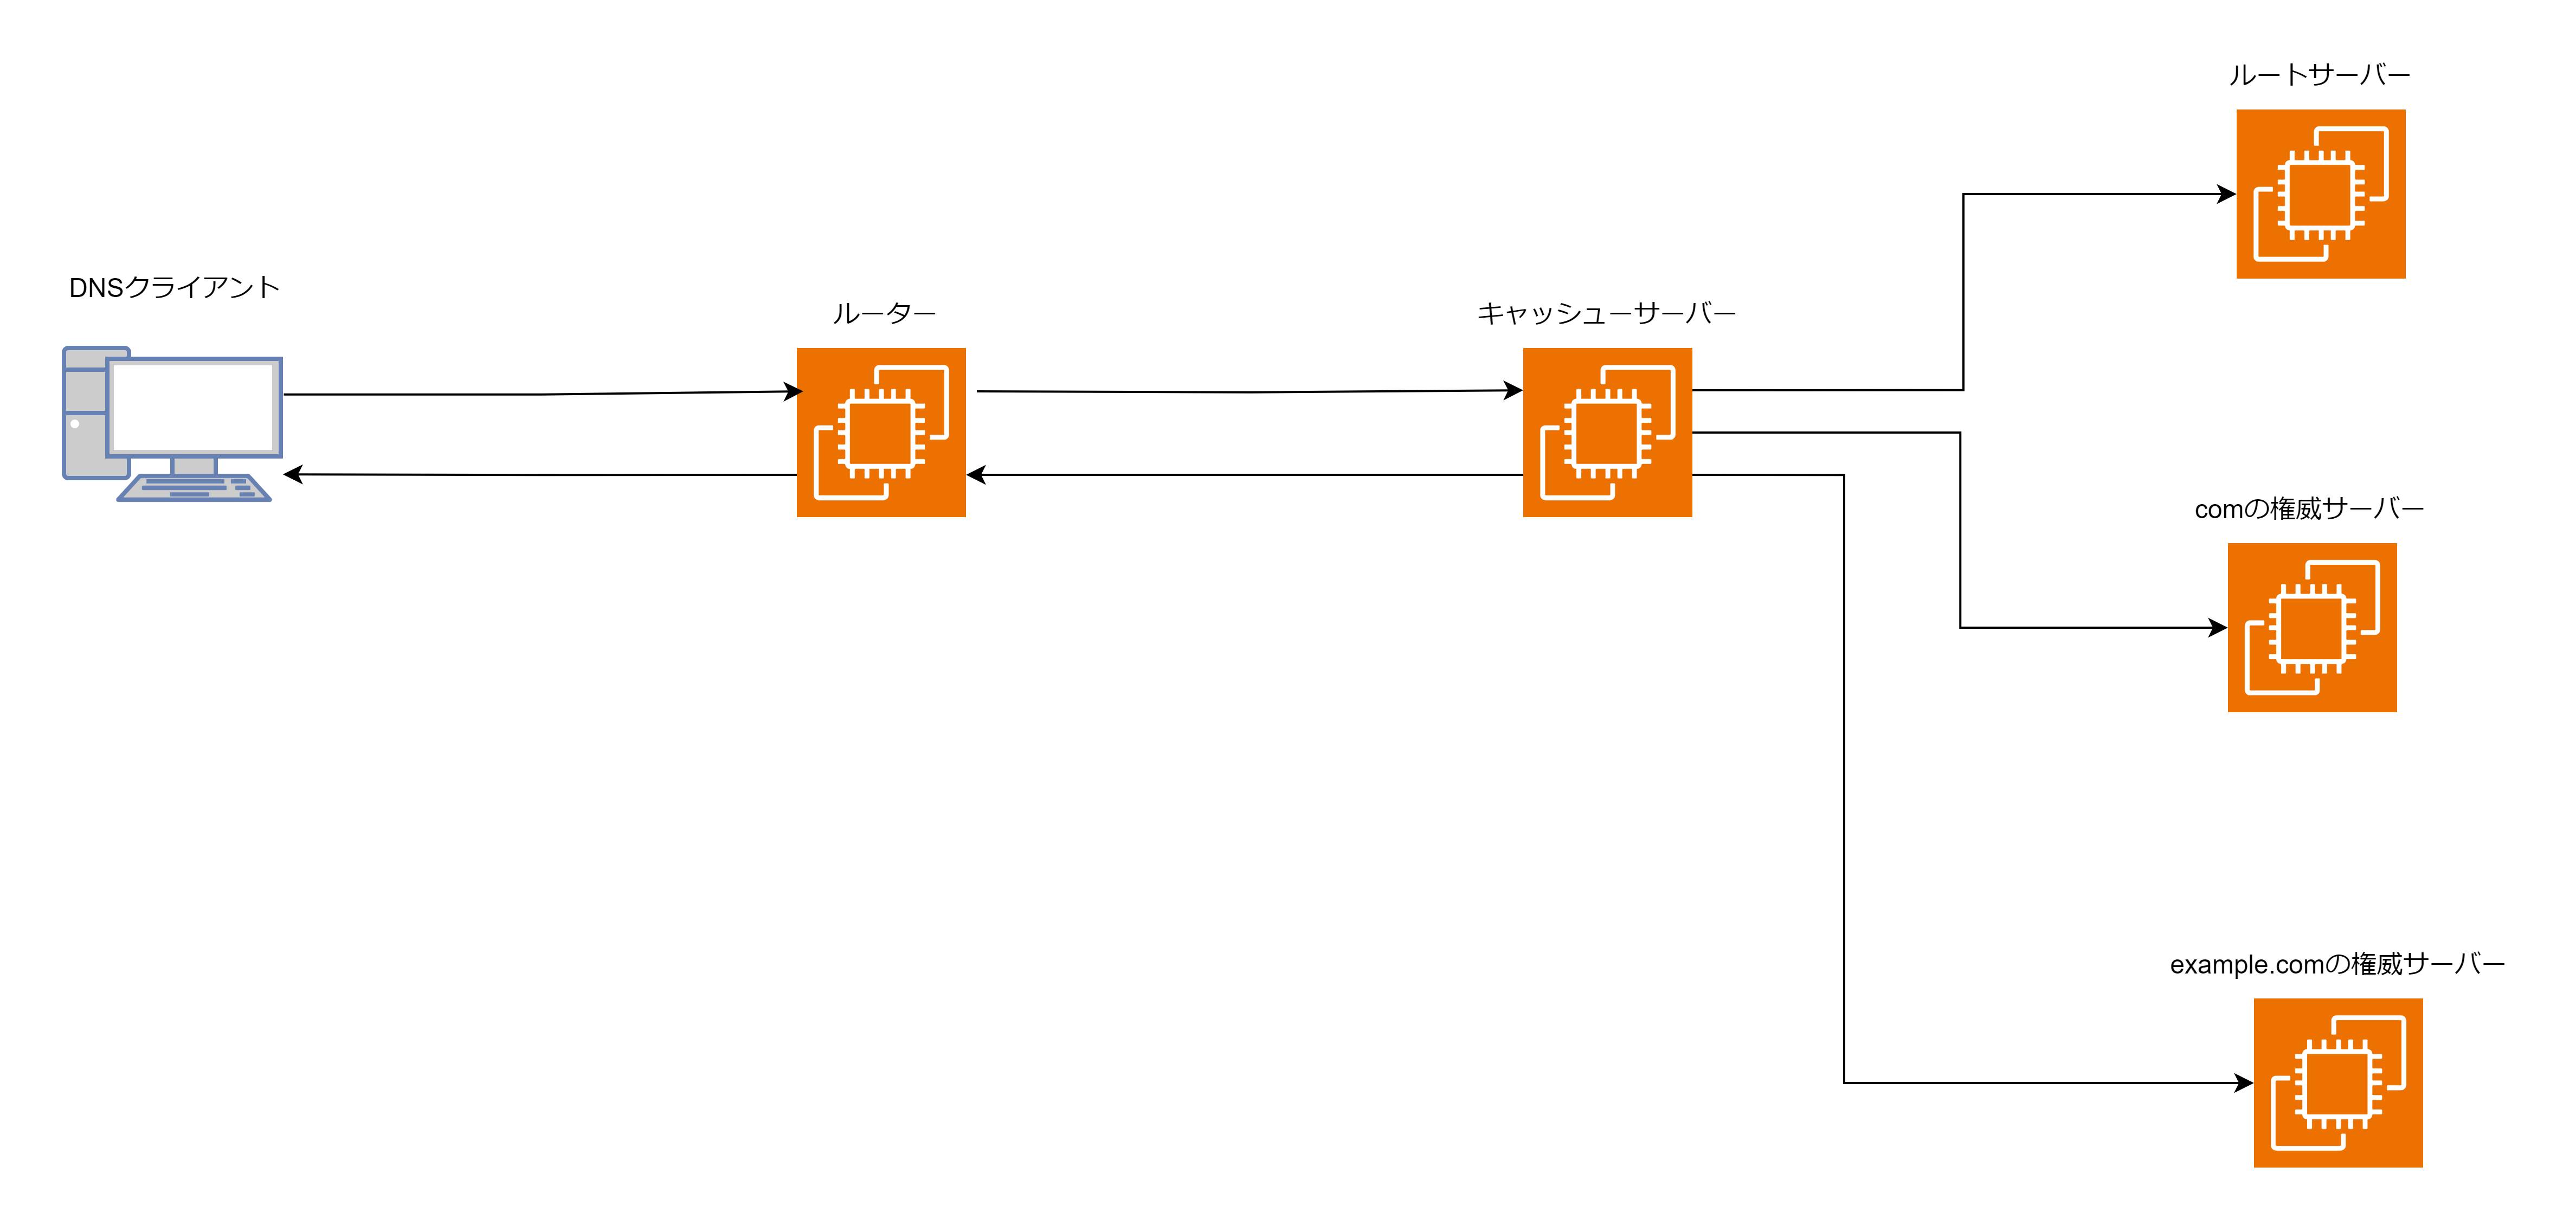 ルートサーバー
DNSクライアント
ルーター
キャッシューサーバー
comの権威サーバー
example.comの権威サーバー